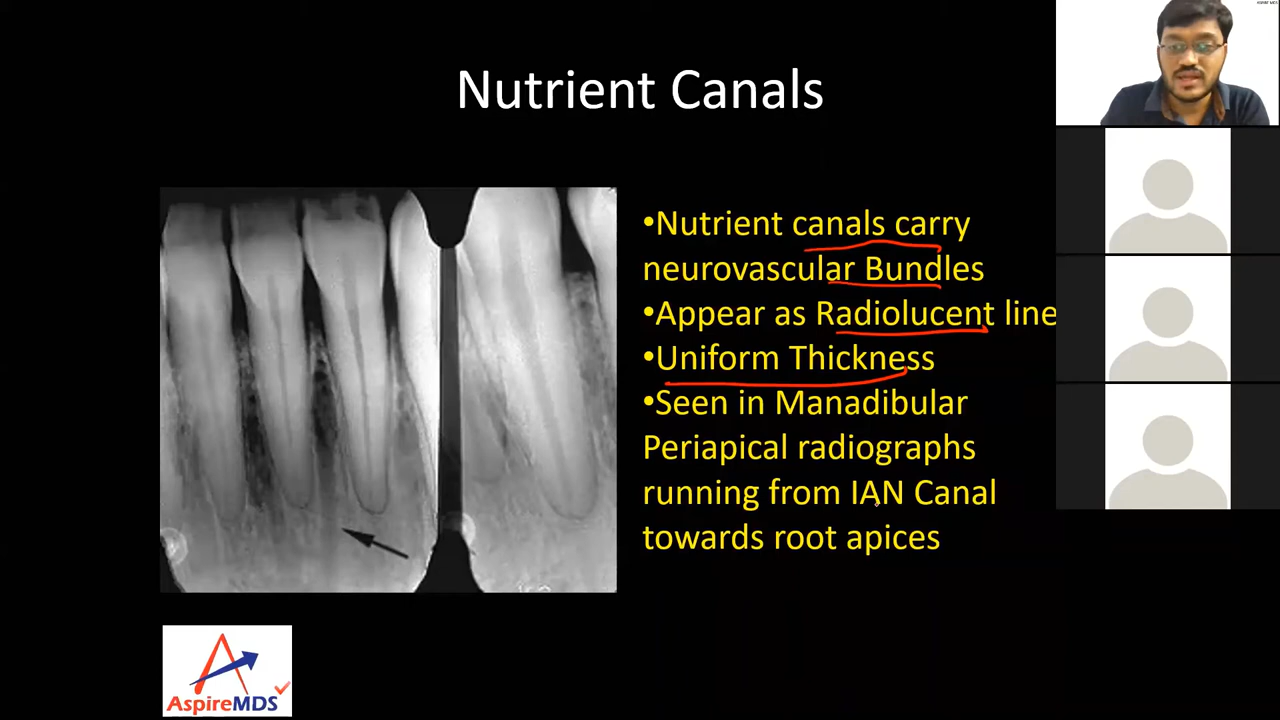 Nutrient Canals
•Nutrient canals carry
neurovascular Bundles
•Appear as Radiolucent line
•Uniform Thickness
•Seen in Manadibular
Periapical radiographs
running from IAN Canal
towards root apices
AspireMDS